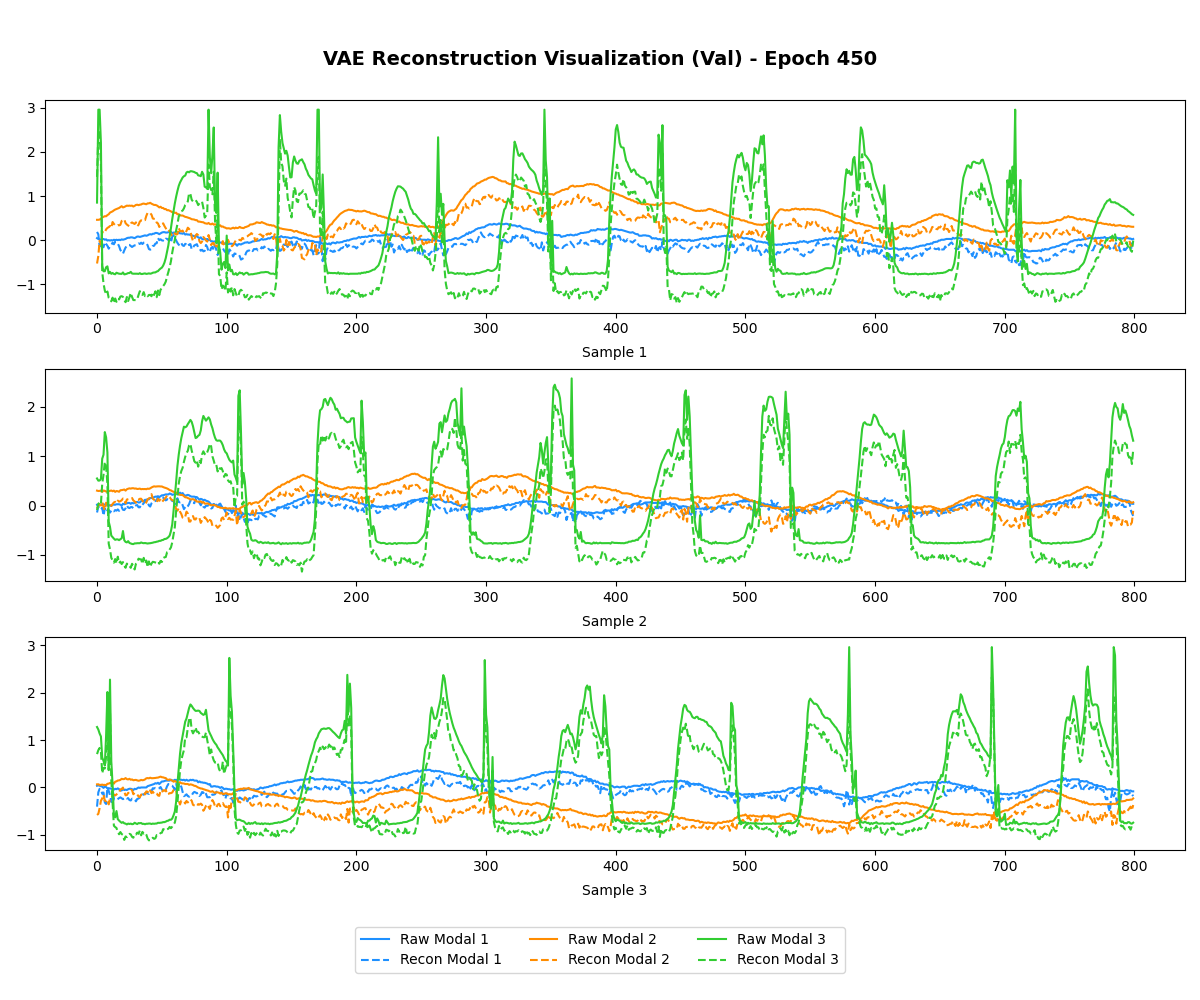 VAE Reconstruction Visualization (Val) - Epoch 450
3
2
1
0
−1
0 100 200 300 400 500 600 700 800
Sample 1
2
1
0
−1
0 100 200 300 400 500 600 700 800
Sample 2
3
2
1
0
−1
0 100 200 300 400 500 600 700 800
Sample 3
Raw Modal 1 Raw Modal 2 Raw Modal 3
Recon Modal 1 Recon Modal 2 Recon Modal 3